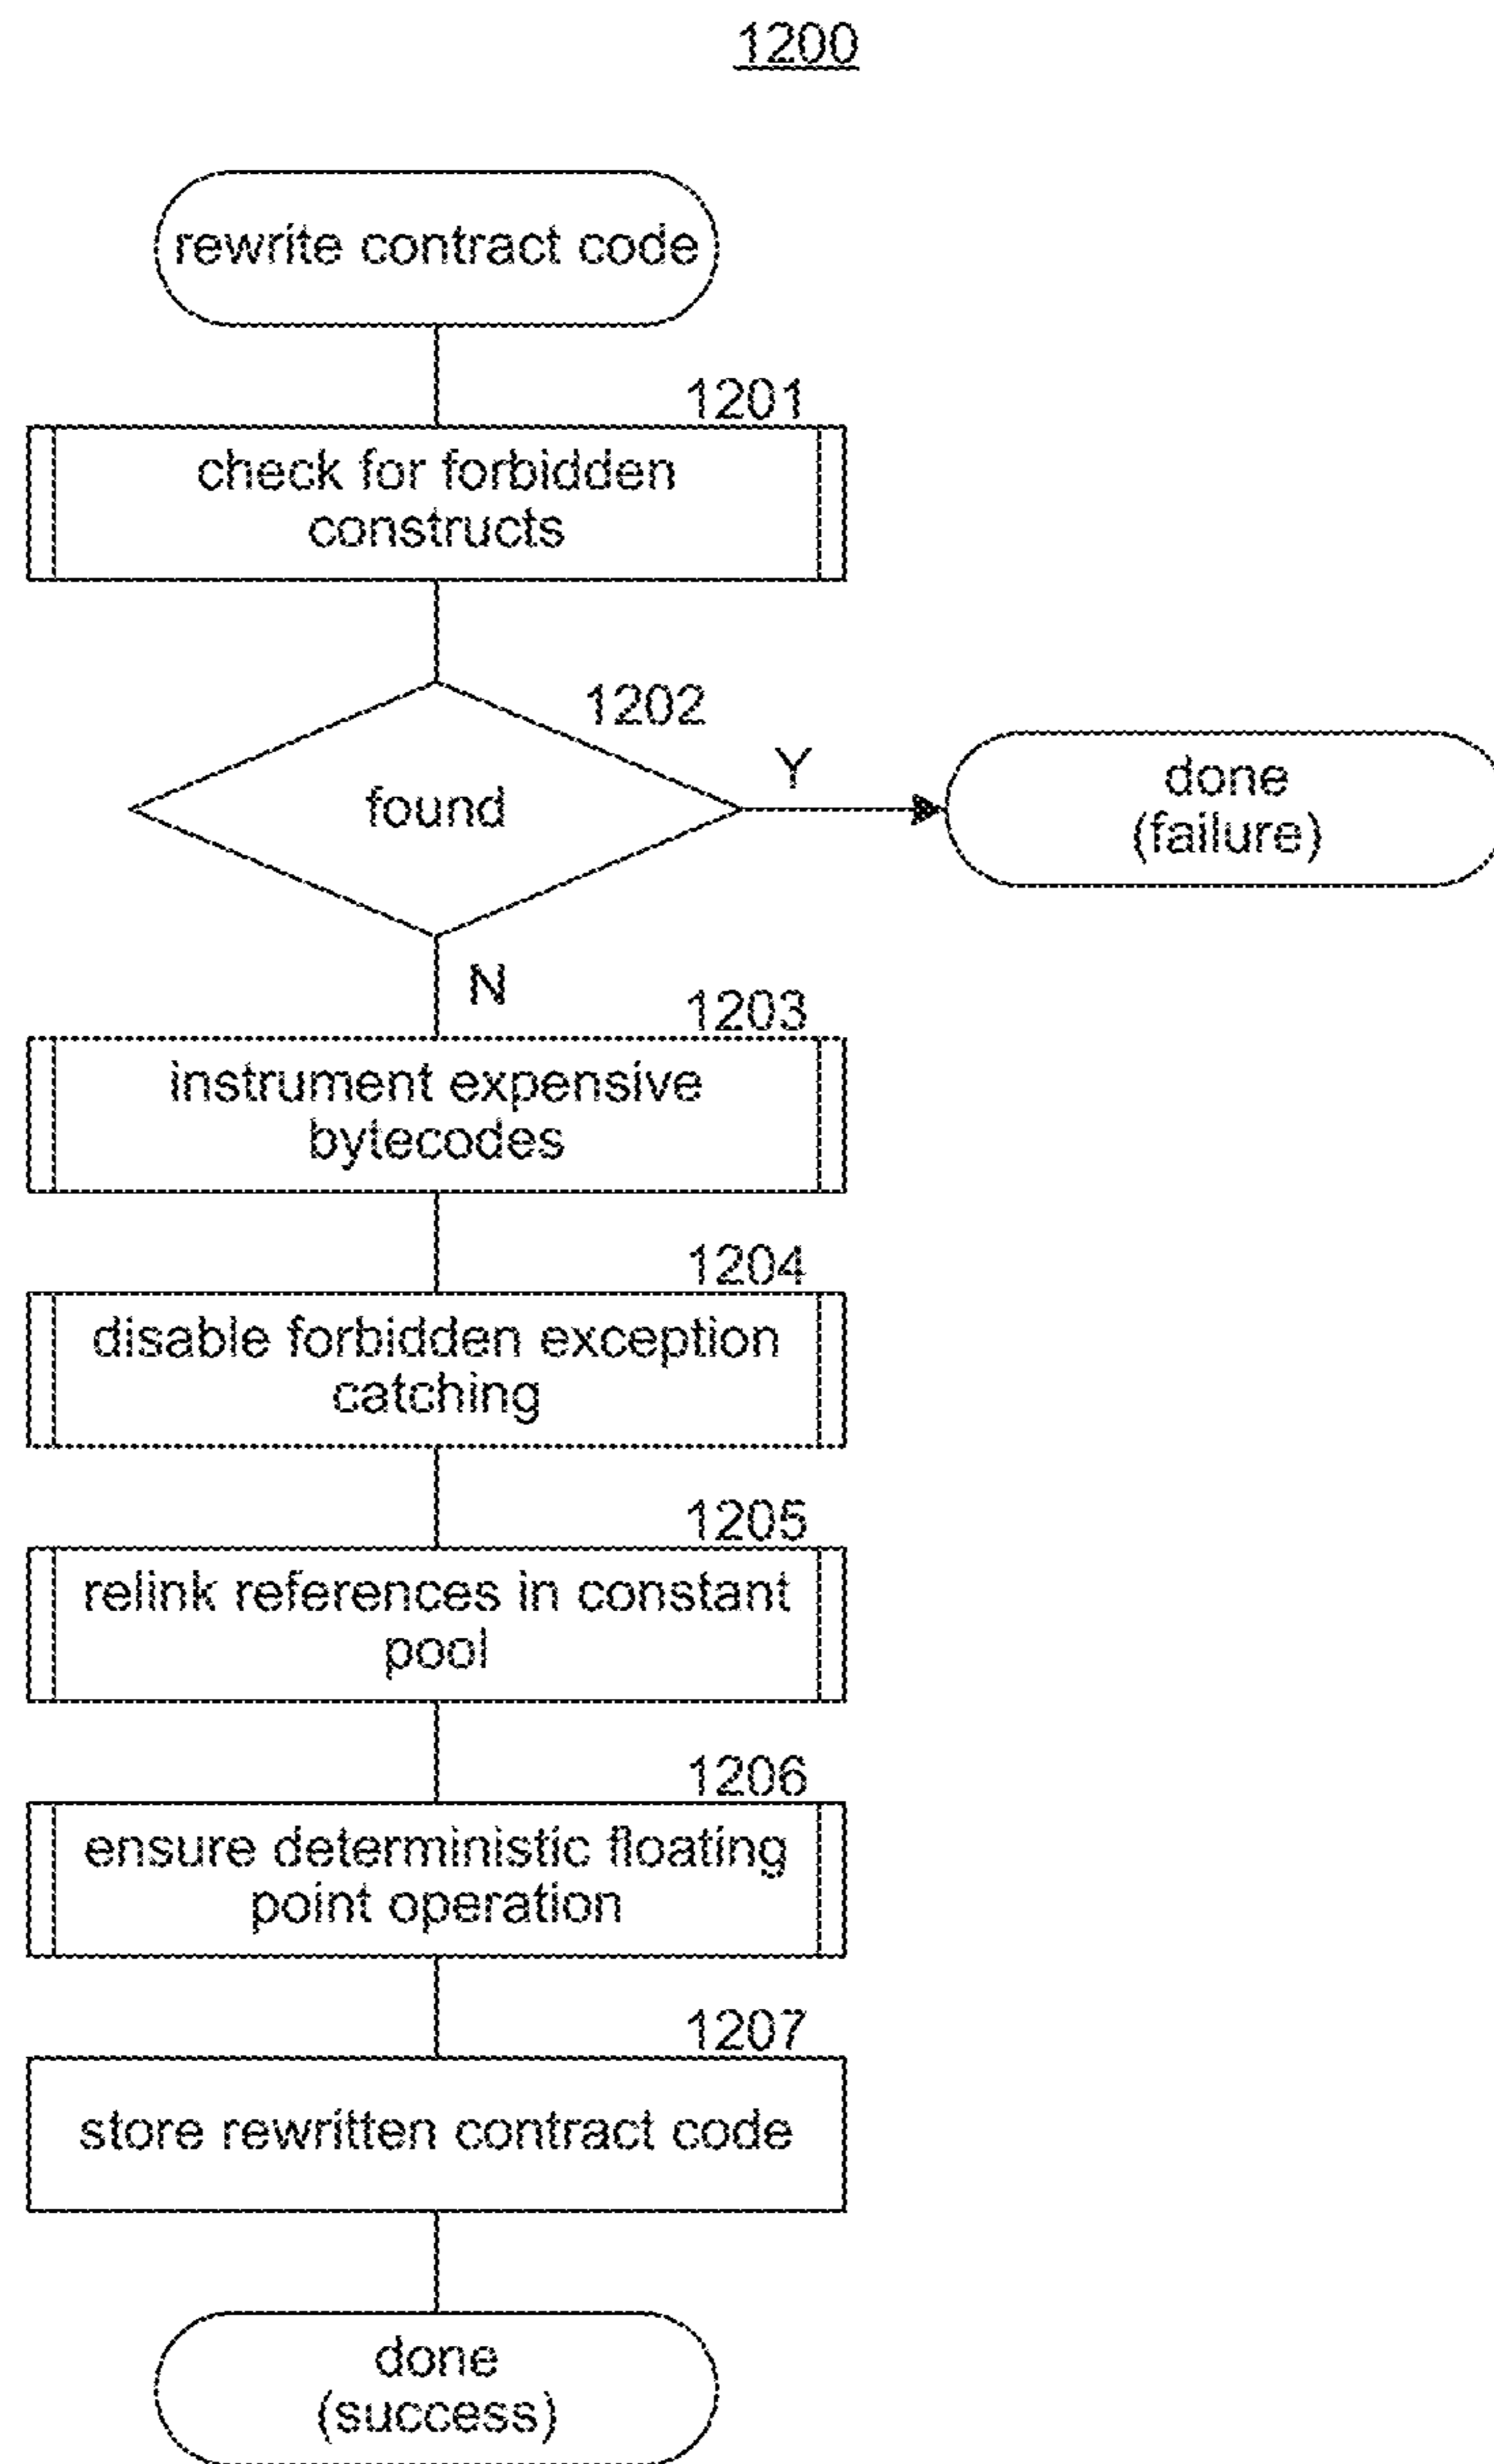 1200
rewrite contract code
1201
check for forbidden
constructs
1202
found
Y
done
(failure)
N
1203
instrument expensive
bytecodes
1204
disable forbidden exception
catching
1205
relink references in constant
pool
1206
ensure deterministic floating
point operation
1207
store rewritten contract code
done
(success)